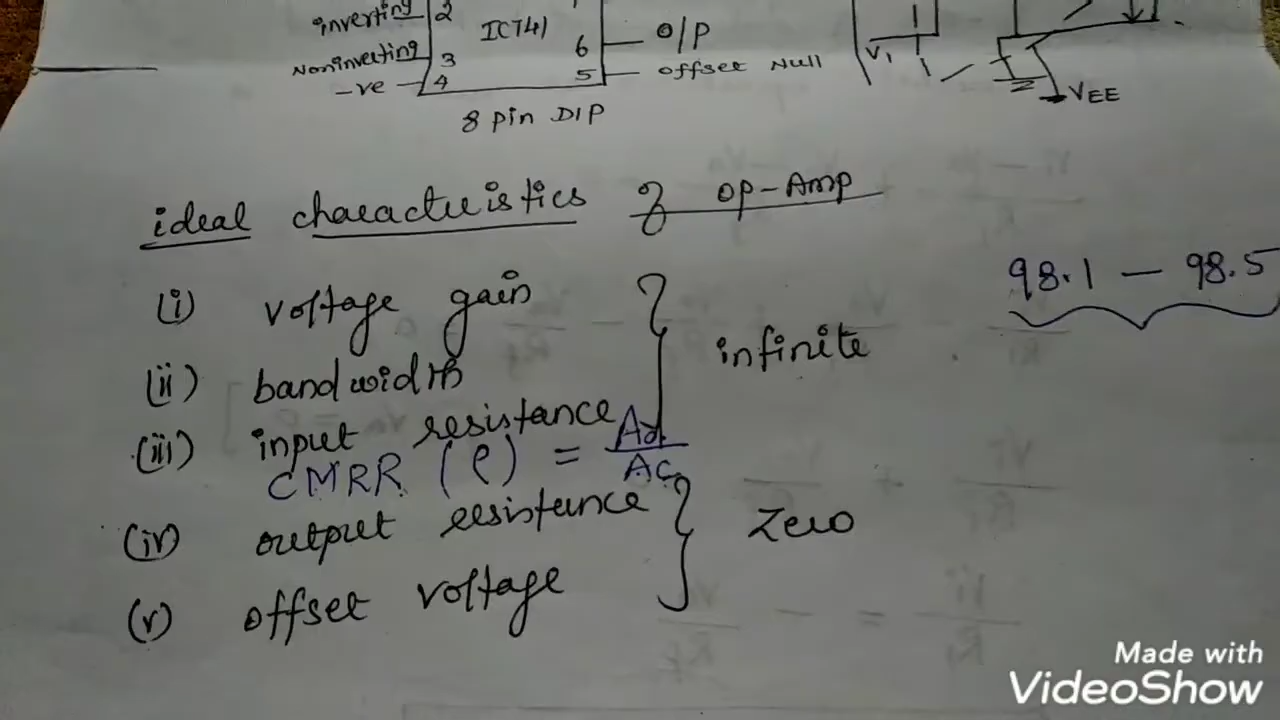 inverting 2 IC741
6 O/P
Noninverting 3
5 offset Null
-ve 4
8 pin DIP
V1
VEE
ideal characteristics of OP-Amp
(i) voltage gain
(ii) bandwidth
(iii) input resistance
infinite
98.1 — 98.5
CMRR (ρ) = Ad/Ac
(iv) output resistance
(v) offset voltage
Zero
Made with
VideoShow